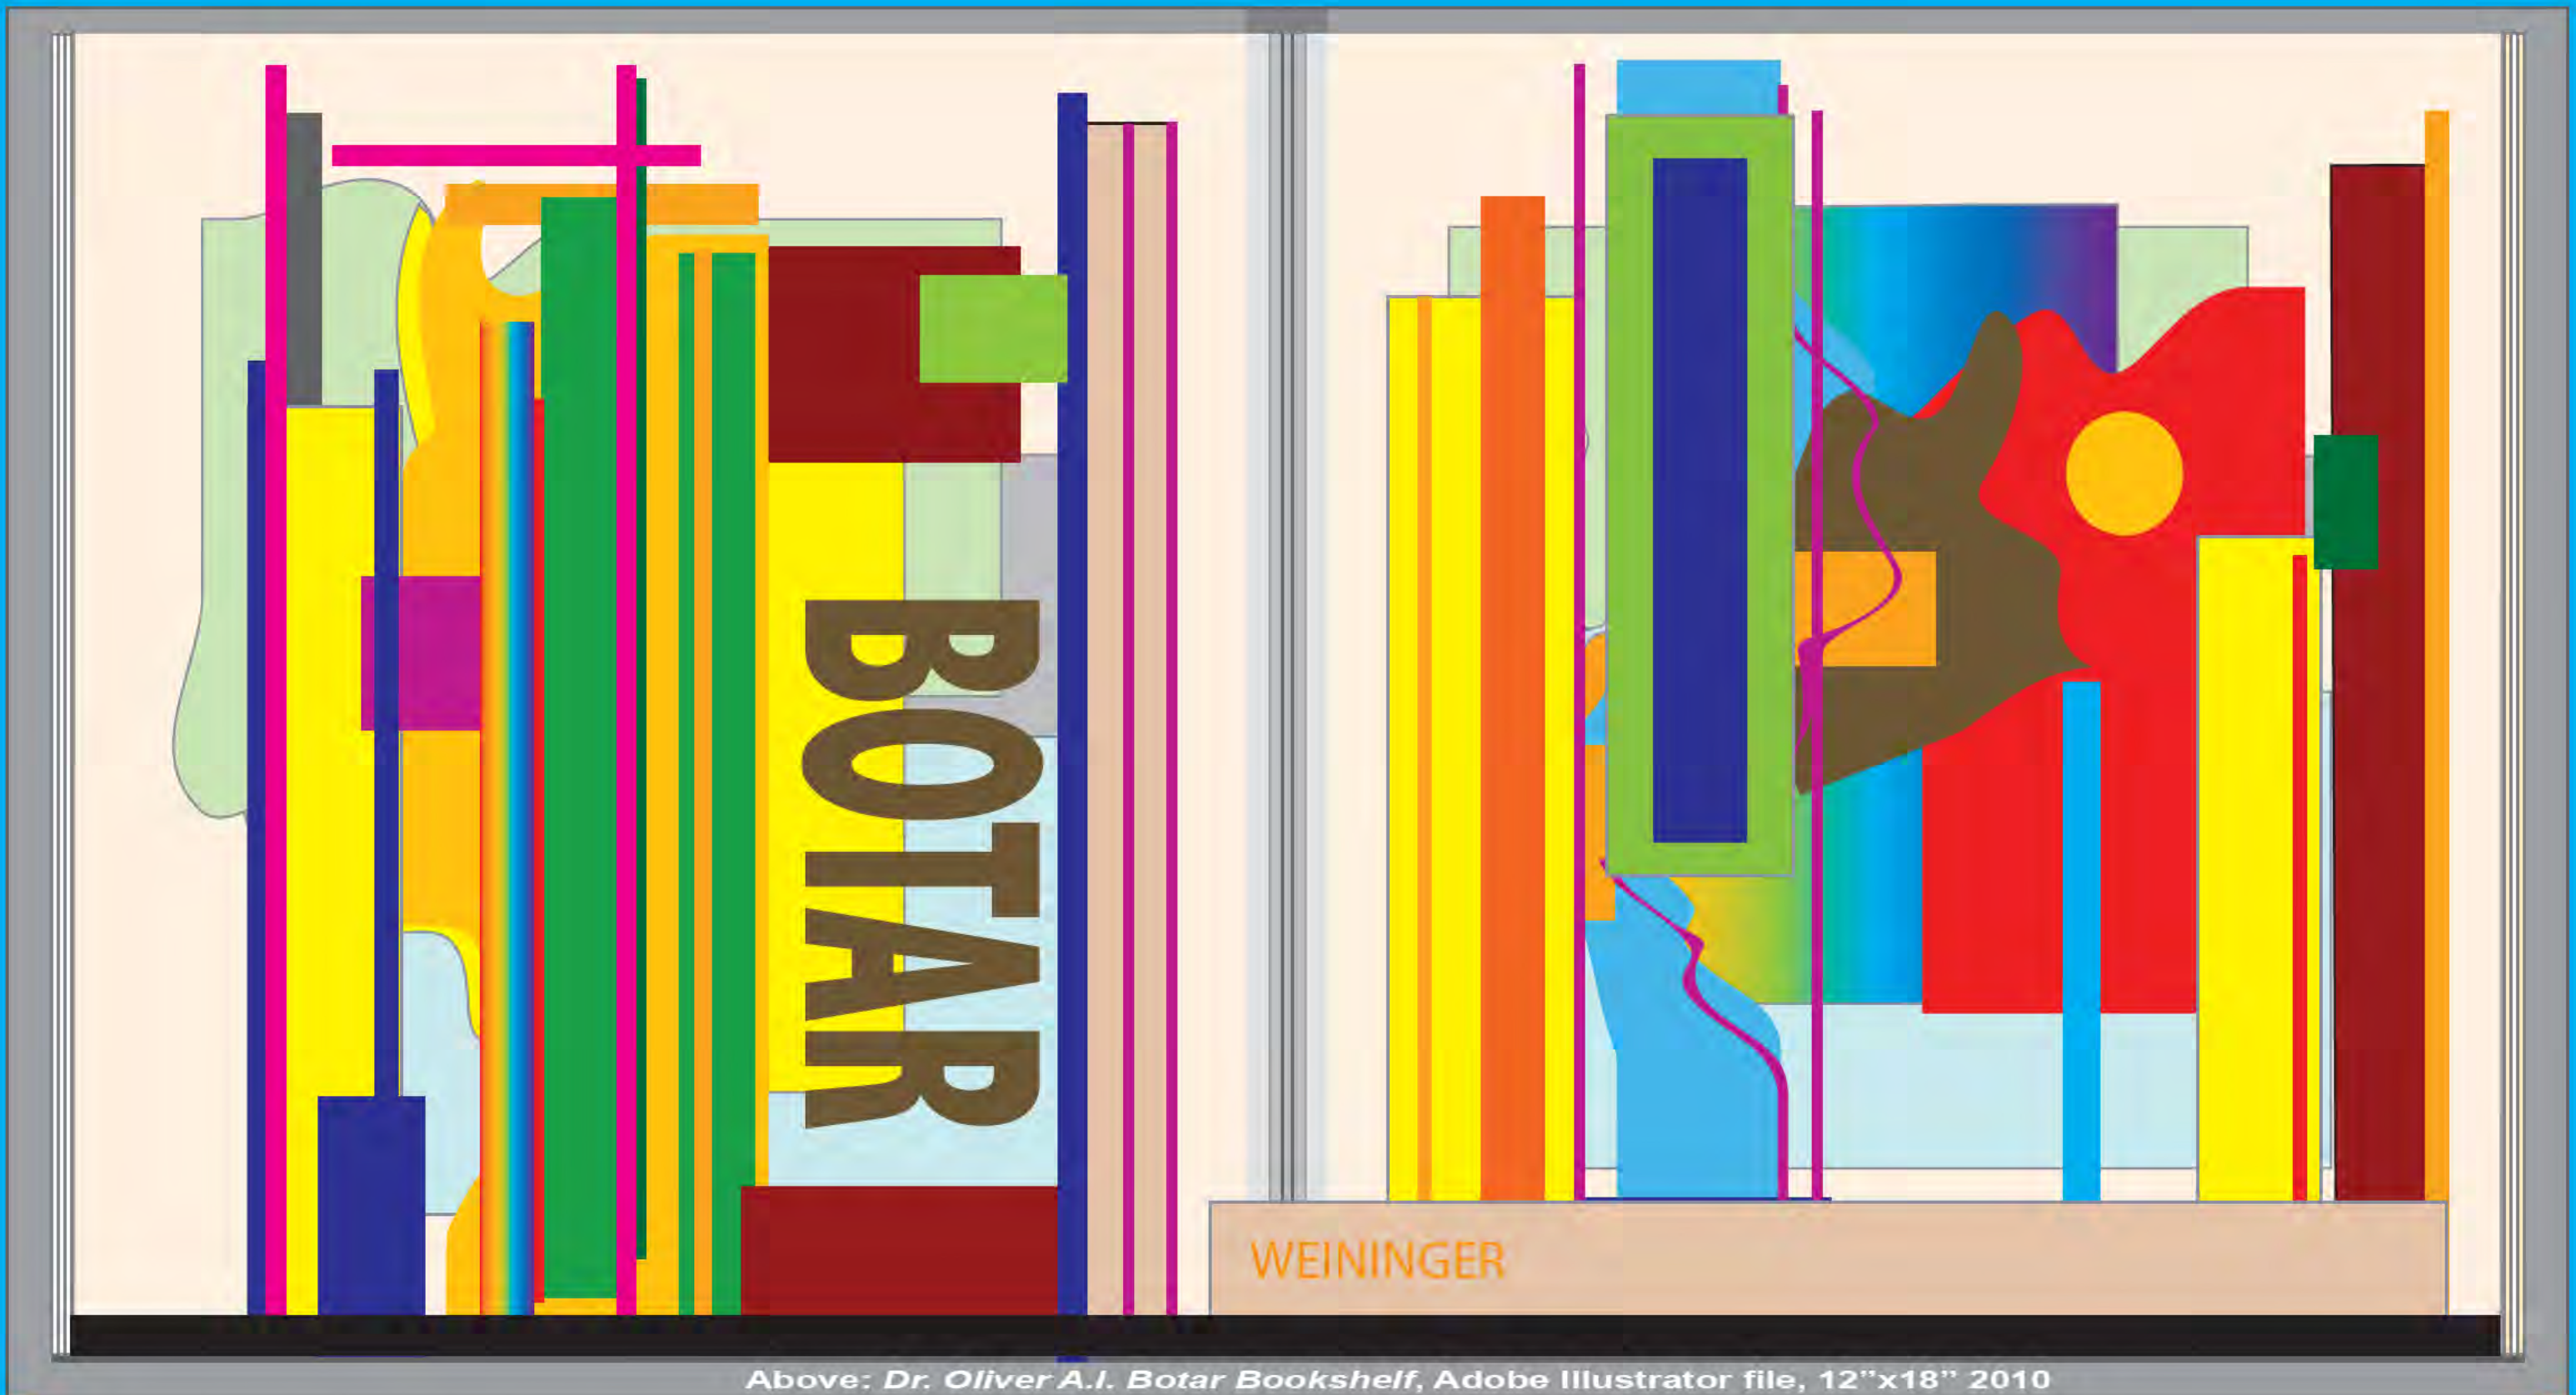 BOTAR
WEININGER
Above: Dr. Oliver A.I. Botar Bookshelf, Adobe Illustrator file, 12”x18” 2010